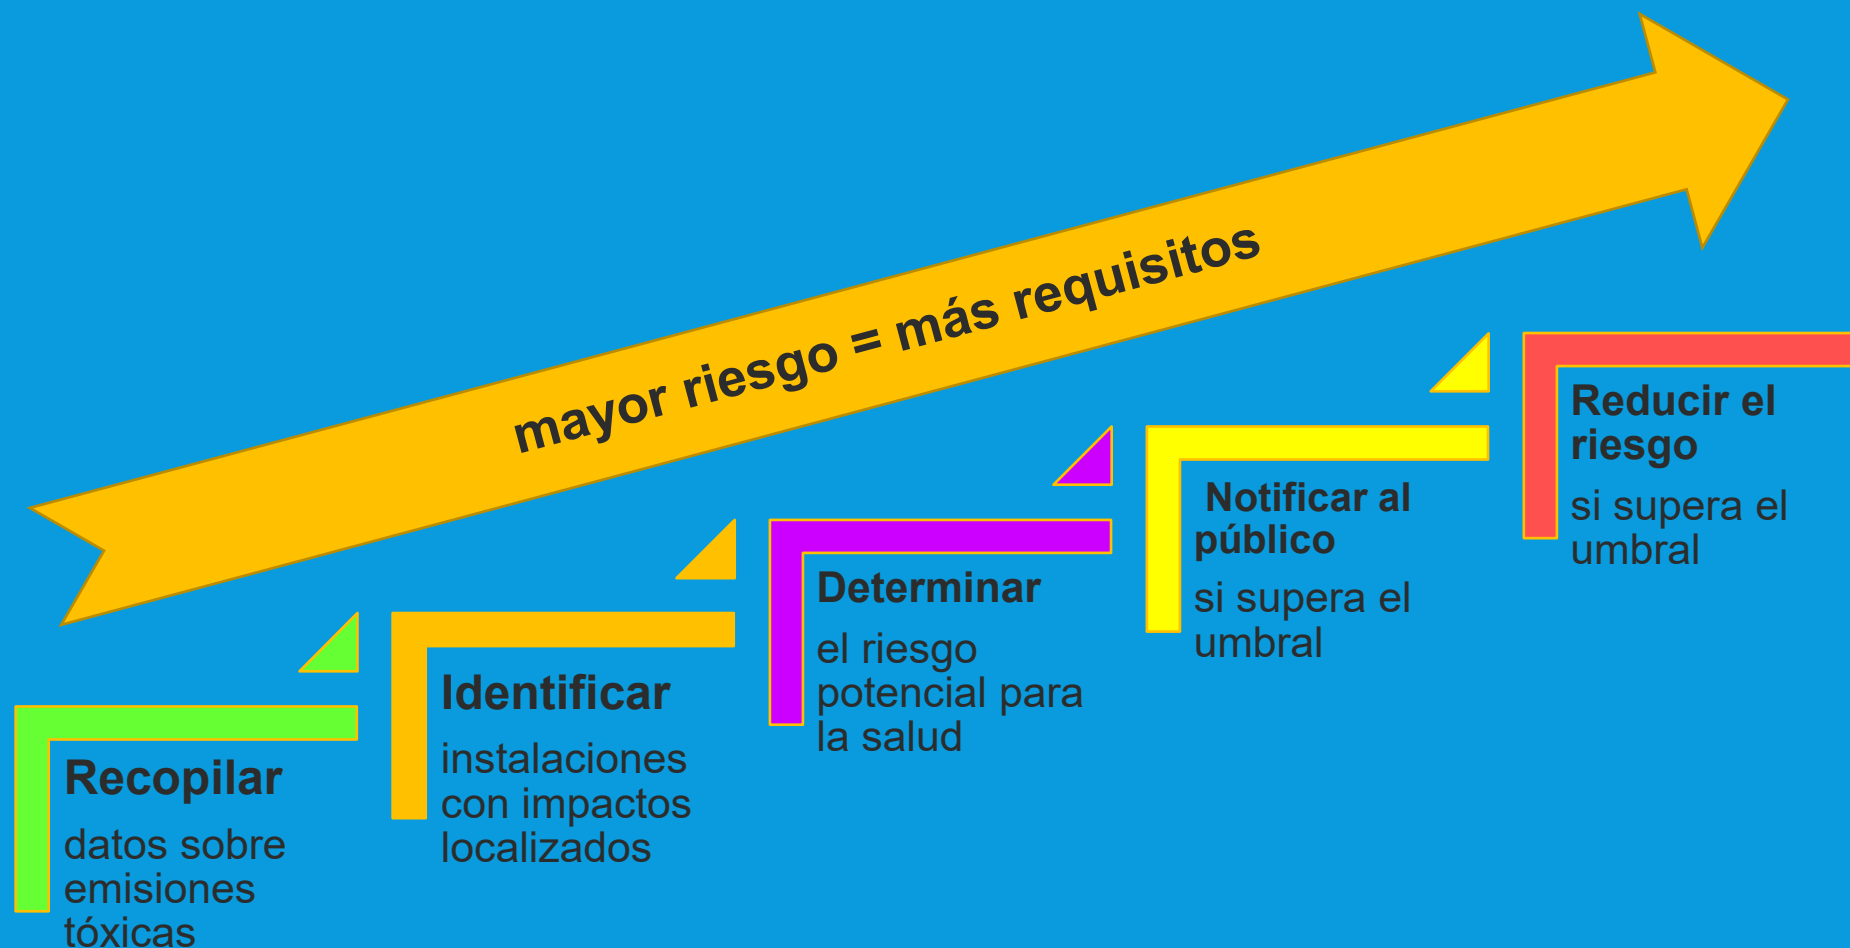 mayor riesgo = más requisitos
Recopilar
datos sobre
emisiones
tóxicas
Identificar
instalaciones
con impactos
localizados
Determinar
el riesgo
potencial para
la salud
Notificar al
público
si supera el
umbral
Reducir el
riesgo
si supera el
umbral